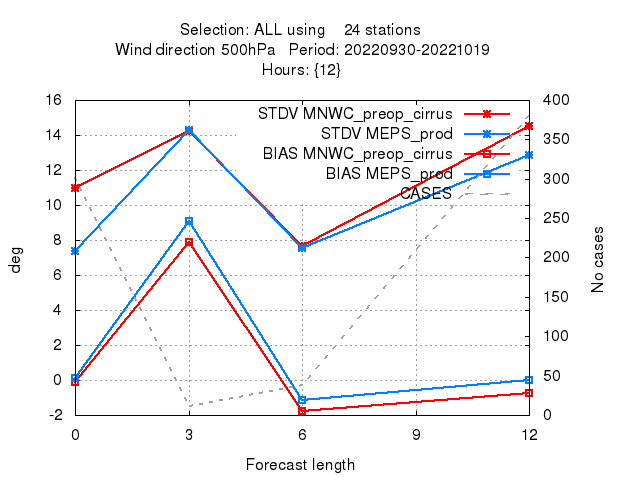 Selection: ALL using    24 stations
Wind direction 500hPa   Period: 20220930-20221019
Hours: {12}
STDV MNWC_preop_cirrus
STDV MEPS_prod
BIAS MNWC_preop_cirrus
BIAS MEPS_prod
CASES
16
14
12
10
8
6
4
2
0
-2
deg
400
350
300
250
200
150
100
50
0
No cases
0 3 6 9 12
Forecast length